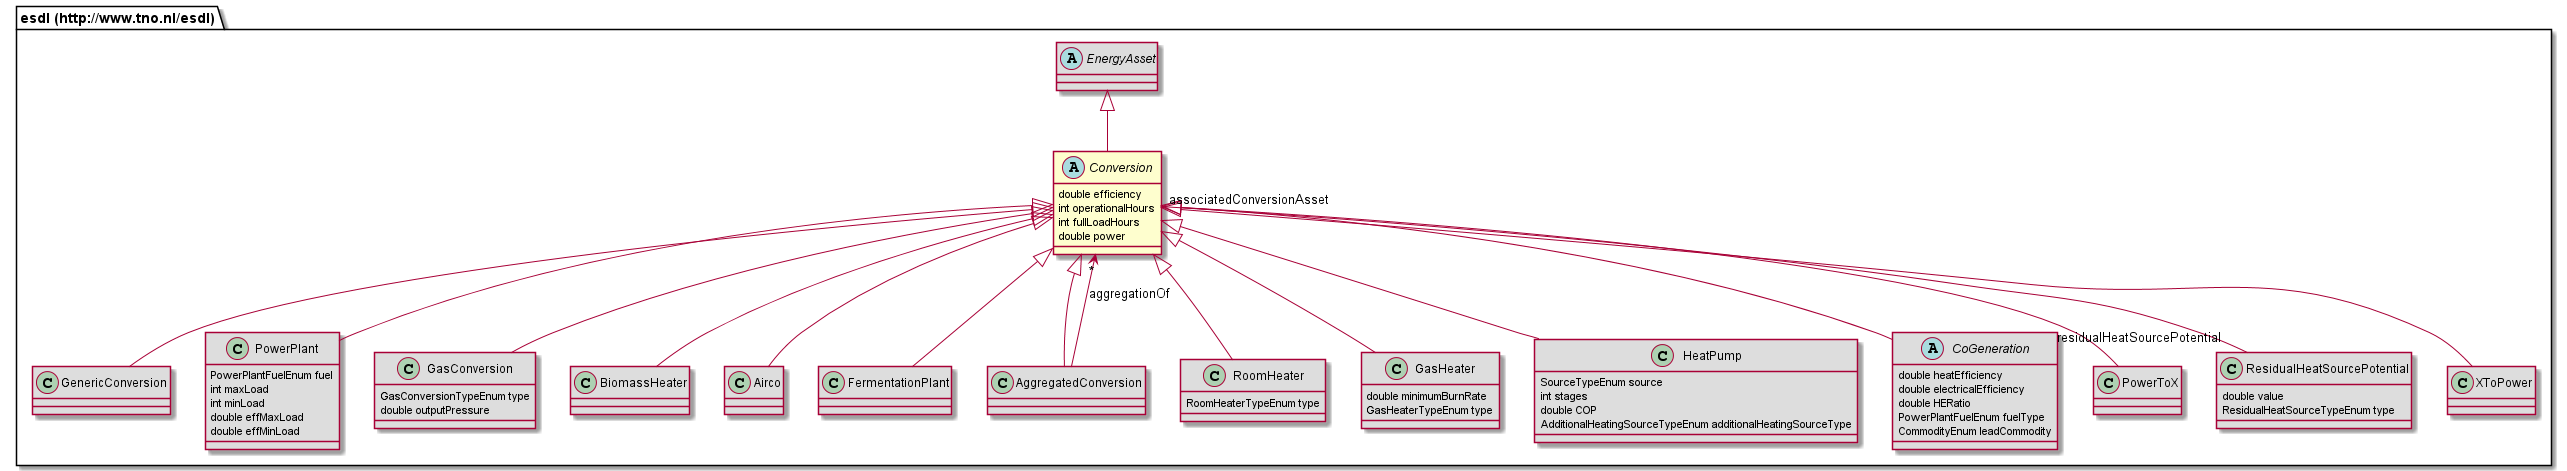 esdl (http://www.tno.nl/esdl)
A EnergyAsset
A Conversion
double efficiency
int operationalHours
int fullLoadHours
double power
associatedConversionAsset
*
aggregationOf
residualHeatSourcePotential
C GenericConversion
C PowerPlant
PowerPlantFuelEnum fuel
int maxLoad
int minLoad
double effMaxLoad
double effMinLoad
C GasConversion
GasConversionTypeEnum type
double outputPressure
C BiomassHeater
C Airco
C FermentationPlant
C AggregatedConversion
C RoomHeater
RoomHeaterTypeEnum type
C GasHeater
double minimumBurnRate
GasHeaterTypeEnum type
C HeatPump
SourceTypeEnum source
int stages
double COP
AdditionalHeatingSourceTypeEnum additionalHeatingSourceType
A CoGeneration
double heatEfficiency
double electricalEfficiency
double HERatio
PowerPlantFuelEnum fuelType
CommodityEnum leadCommodity
C PowerToX
C ResidualHeatSourcePotential
double value
ResidualHeatSourceTypeEnum type
C XToPower